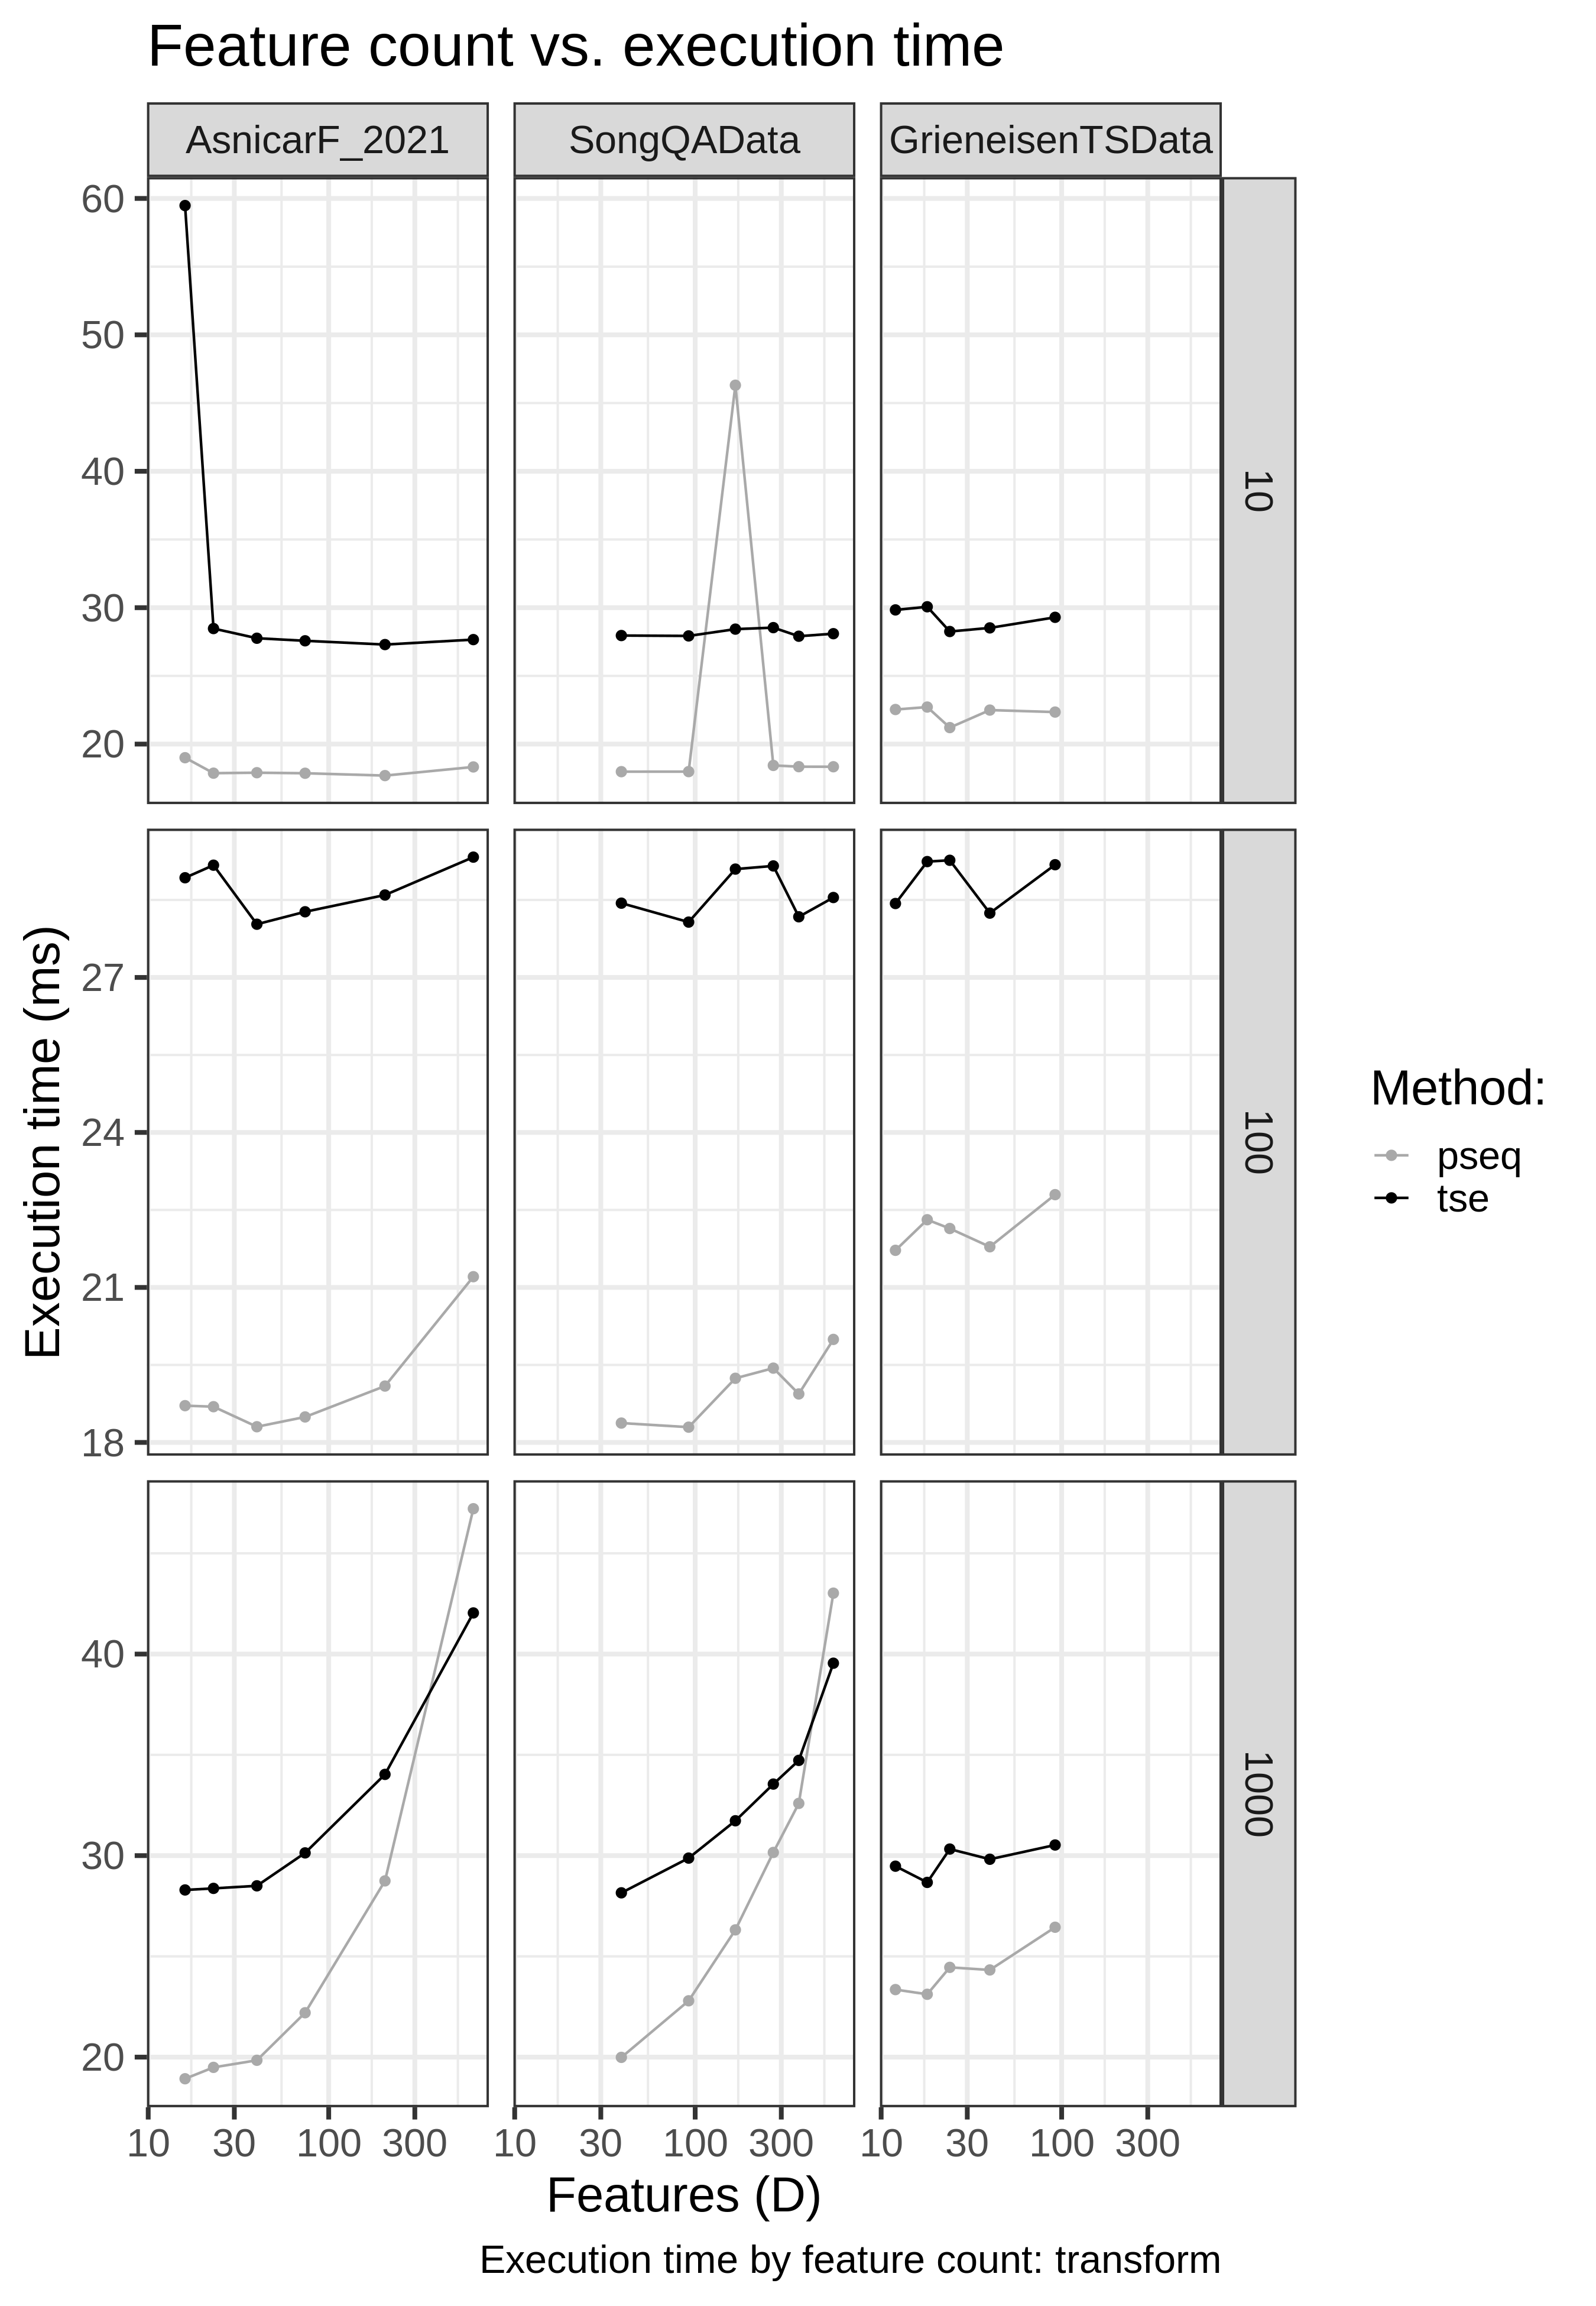 Feature count vs. execution time
AsnicarF_2021
SongQAData
GrieneisenTSData
60
50
40
30
20
10
27
24
21
18
100
40
30
20
1000
Execution time (ms)
10 30 100 300
10 30 100 300
10 30 100 300
Features (D)
Method:
pseq
tse
Execution time by feature count: transform